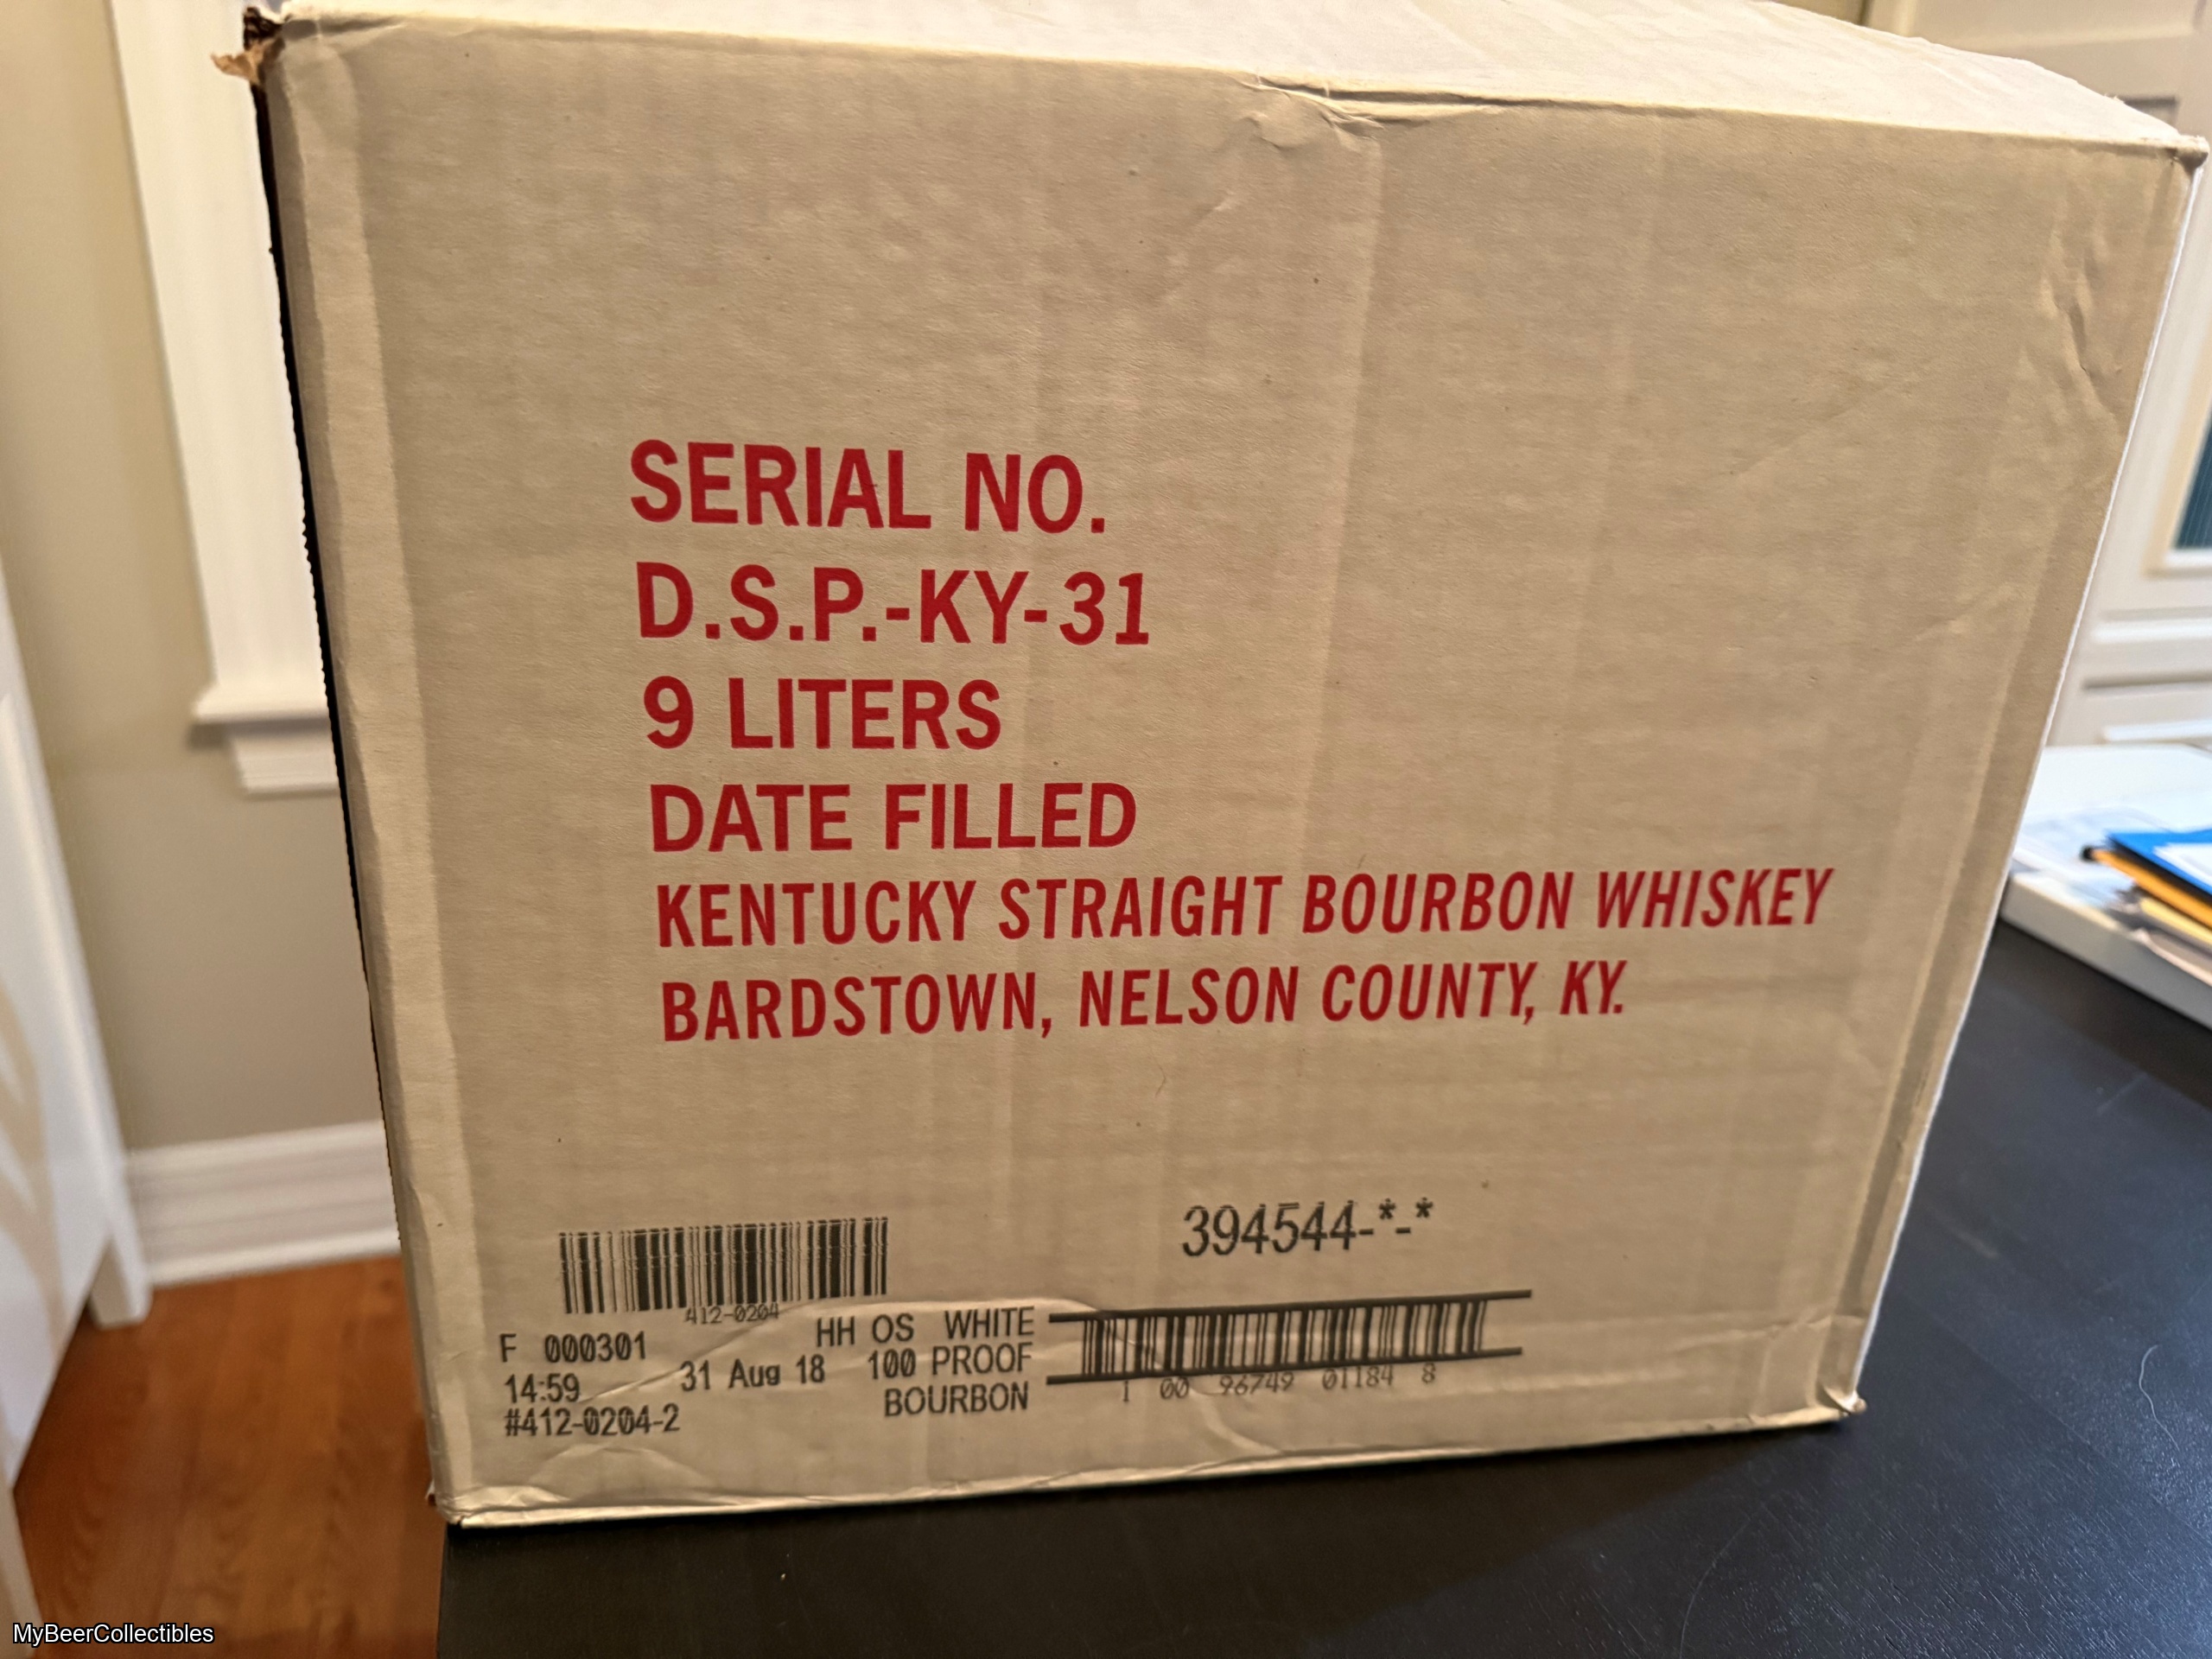 SERIAL NO.
D.S.P.-KY-31
9 LITERS
DATE FILLED
KENTUCKY STRAIGHT BOURBON WHISKEY
BARDSTOWN, NELSON COUNTY, KY.
394544-*-*
412-0204
F 000301
14:59
#412-0204-2
31 Aug 18
HH OS WHITE
100 PROOF
BOURBON
1 00 96749 01184 8
MyBeerCollectibles